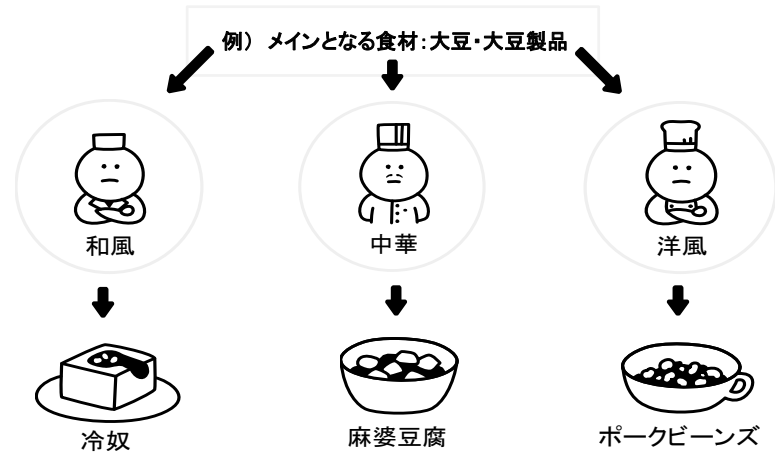 例） メインとなる食材：大豆・大豆製品
和風
中華
洋風
冷奴
麻婆豆腐
ポークビーンズ